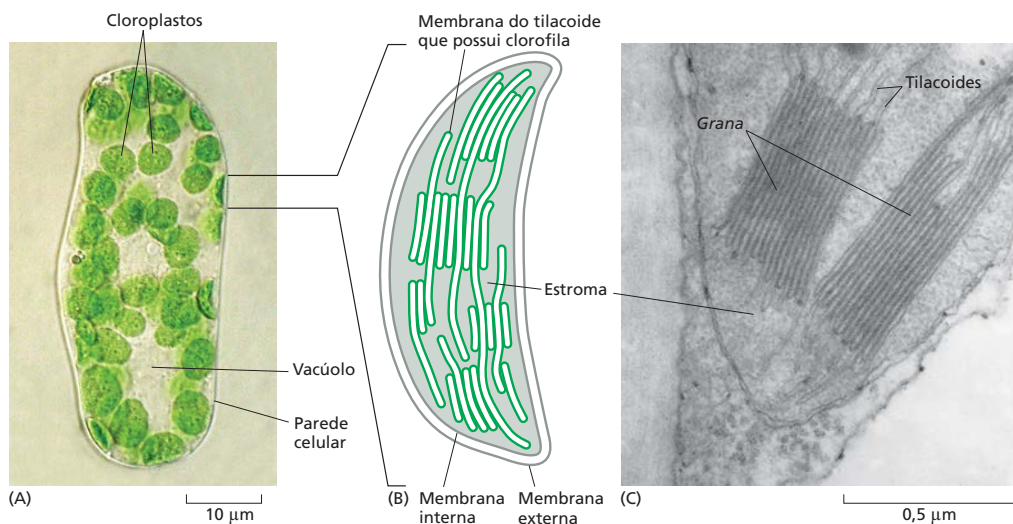 Cloroplastos
Vacúolo
Parede
celular
(A)
10 µm
Membrana do tilacoide
que possui clorofila
Estroma
(B)
Membrana
interna
Membrana
externa
Tilacoides
Grana
(C)
0,5 µm